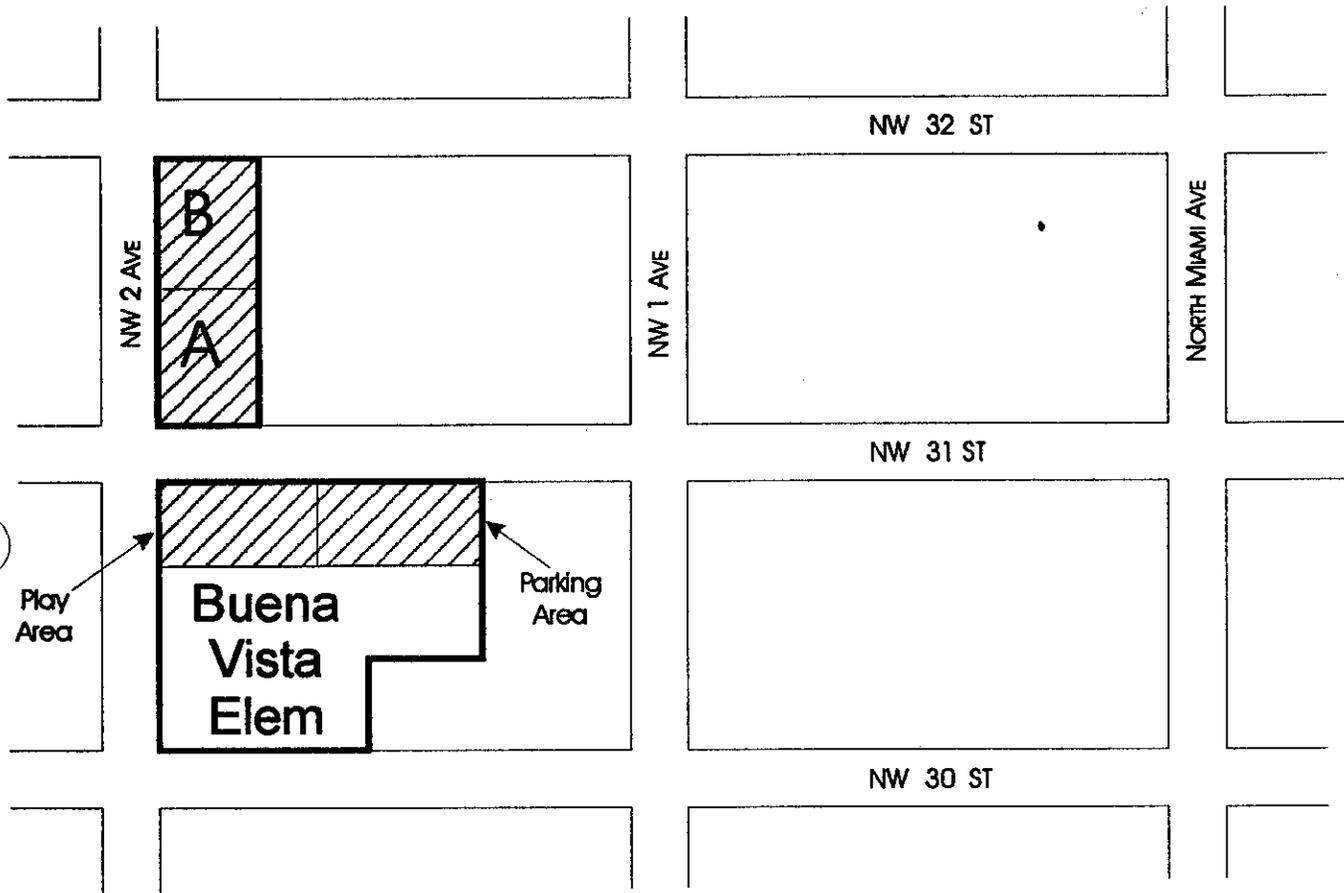 NW 32 ST
B
NW 2 AVE
NW 1 AVE
NORTH MIAMI AVE
A
NW 31 ST
Play
Area
Parking
Area
Buena
Vista
Elem
NW 30 ST